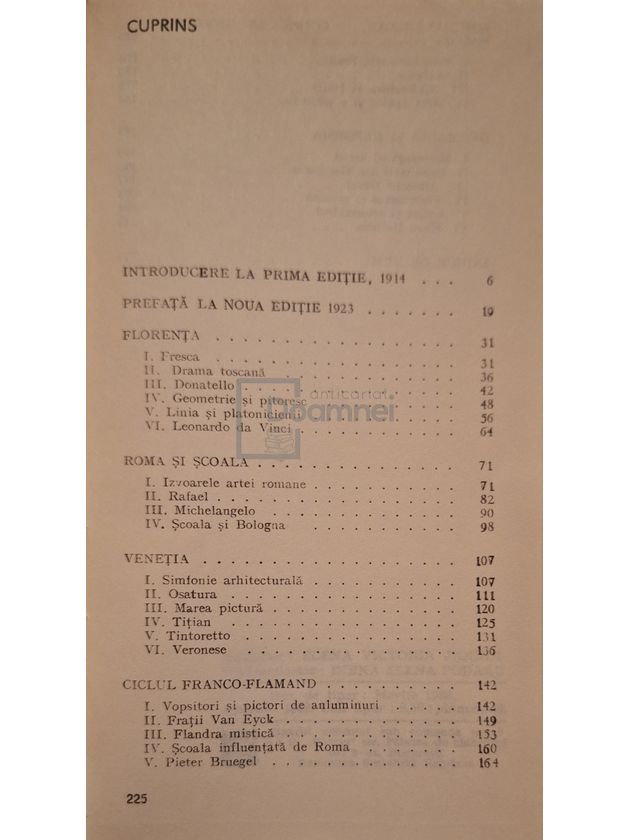 CUPRINS
INTRODUCERE LA PRIMA EDIȚIE, 1914 . . . 6
PREFAȚĂ LA NOUA EDIȚIE 1923 . . . . . . . 19
FLORENȚA . . . . . . . . . . . . . . . . . 31
I. Fresca . . . . . . . . . . . . . . . . . 31
II. Drama toscană . . . . . . . . . . . . 36
III. Donatello . . . . . . . . . . . . . . 42
IV. Geometrie și pitoresc . . . . . . . . . 48
V. Linia și platonicienii . . . . . . . . . 56
VI. Leonardo da Vinci . . . . . . . . . . 64
anticariat
Doamnei
ROMA ȘI ȘCOALA . . . . . . . . . . . . . . 71
I. Izvoarele artei romane . . . . . . . . . 71
II. Rafael . . . . . . . . . . . . . . . . 82
III. Michelangelo . . . . . . . . . . . . . 90
IV. Școala și Bologna . . . . . . . . . . 98
VENEȚIA . . . . . . . . . . . . . . . . . . 107
I. Simfonie arhitecturală . . . . . . . . . 107
II. Osatura . . . . . . . . . . . . . . . . 111
III. Marea pictură . . . . . . . . . . . . 120
IV. Tițian . . . . . . . . . . . . . . . . 125
V. Tintoretto . . . . . . . . . . . . . . . 131
VI. Veronese . . . . . . . . . . . . . . . 136
CICLUL FRANCO-FLAMAND . . . . . . . . . . 142
I. Vopsitori și pictori de anluminuri . . . . 142
II. Frații Van Eyck . . . . . . . . . . . . 149
III. Flandra mistică . . . . . . . . . . . 153
IV. Școala influențată de Roma . . . . . . 160
V. Pieter Bruegel . . . . . . . . . . . . . 164
225